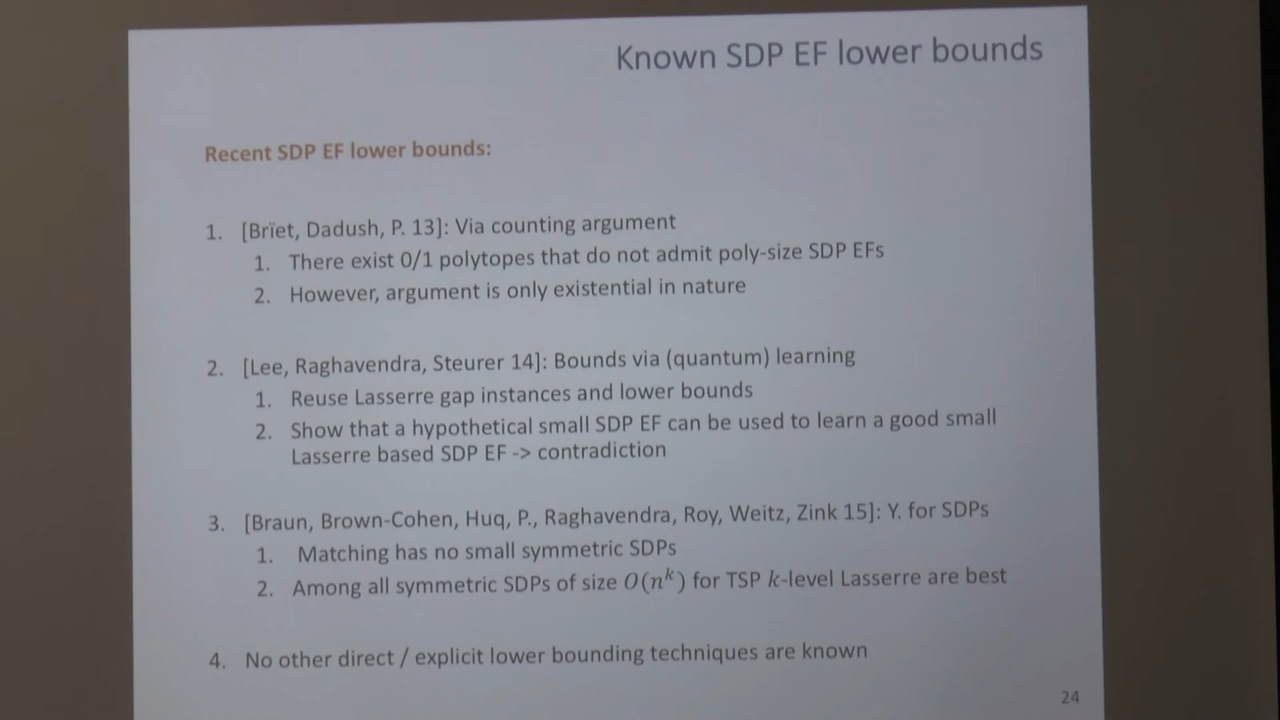 Known SDP EF lower bounds
Recent SDP EF lower bounds:
1. [Brïet, Dadush, P. 13]: Via counting argument
1. There exist 0/1 polytopes that do not admit poly-size SDP EFs
2. However, argument is only existential in nature
2. [Lee, Raghavendra, Steurer 14]: Bounds via (quantum) learning
1. Reuse Lasserre gap instances and lower bounds
2. Show that a hypothetical small SDP EF can be used to learn a good small
Lasserre based SDP EF -> contradiction
3. [Braun, Brown-Cohen, Huq, P., Raghavendra, Roy, Weitz, Zink 15]: Y. for SDPs
1. Matching has no small symmetric SDPs
2. Among all symmetric SDPs of size O(n^k) for TSP k-level Lasserre are best
4. No other direct / explicit lower bounding techniques are known
24